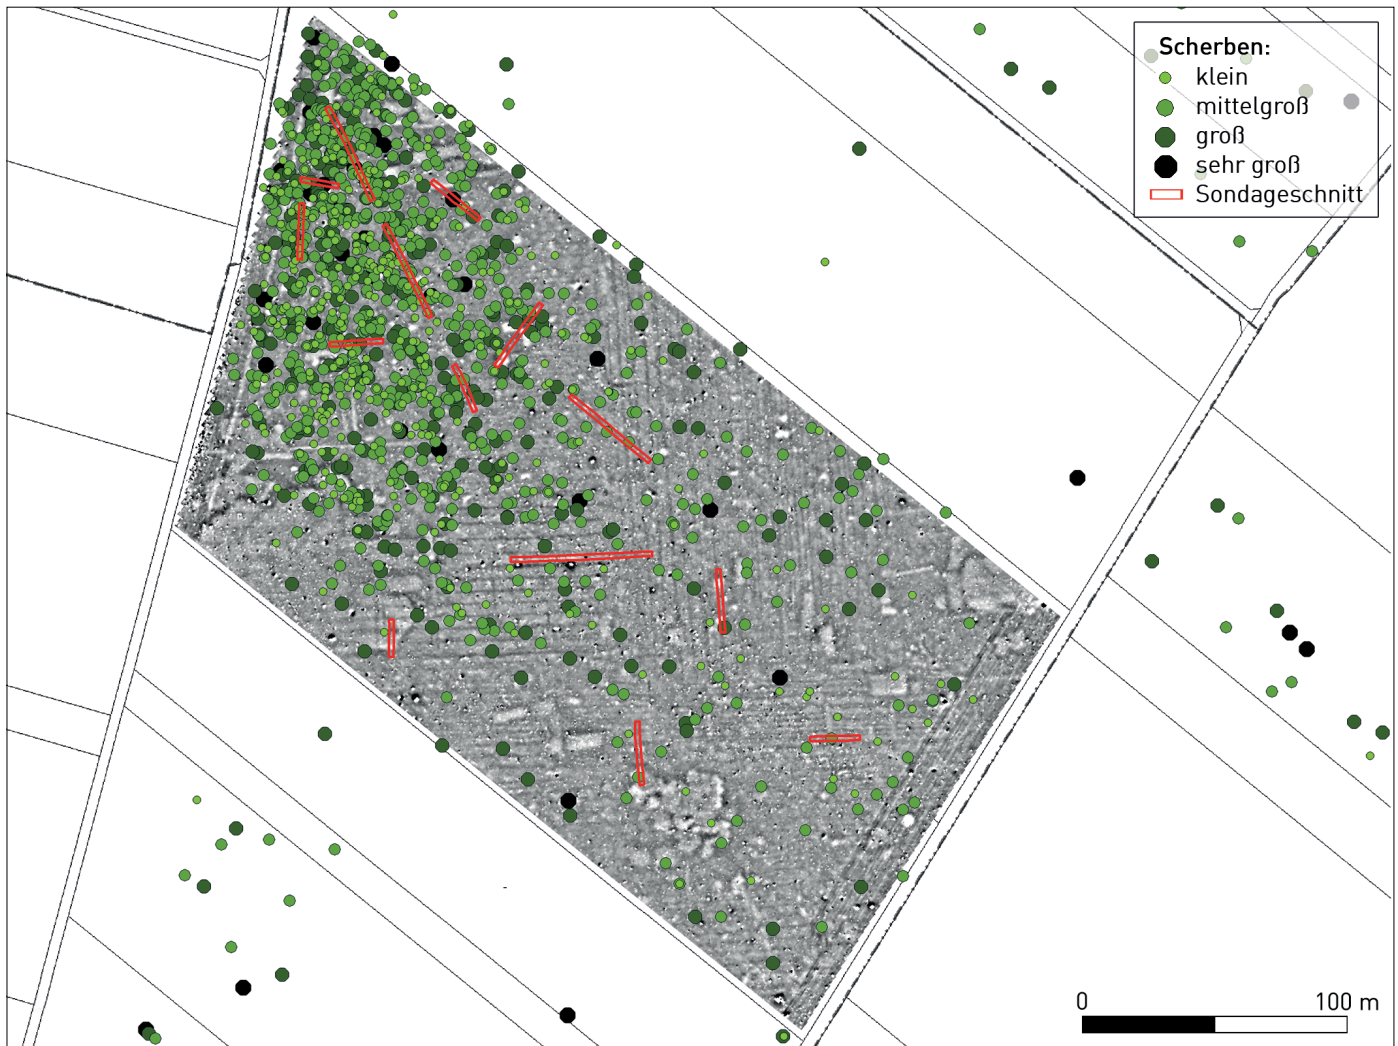 Scherben:
klein
mittelgroß
groß
sehr groß
Sondageschnitt
0 100 m